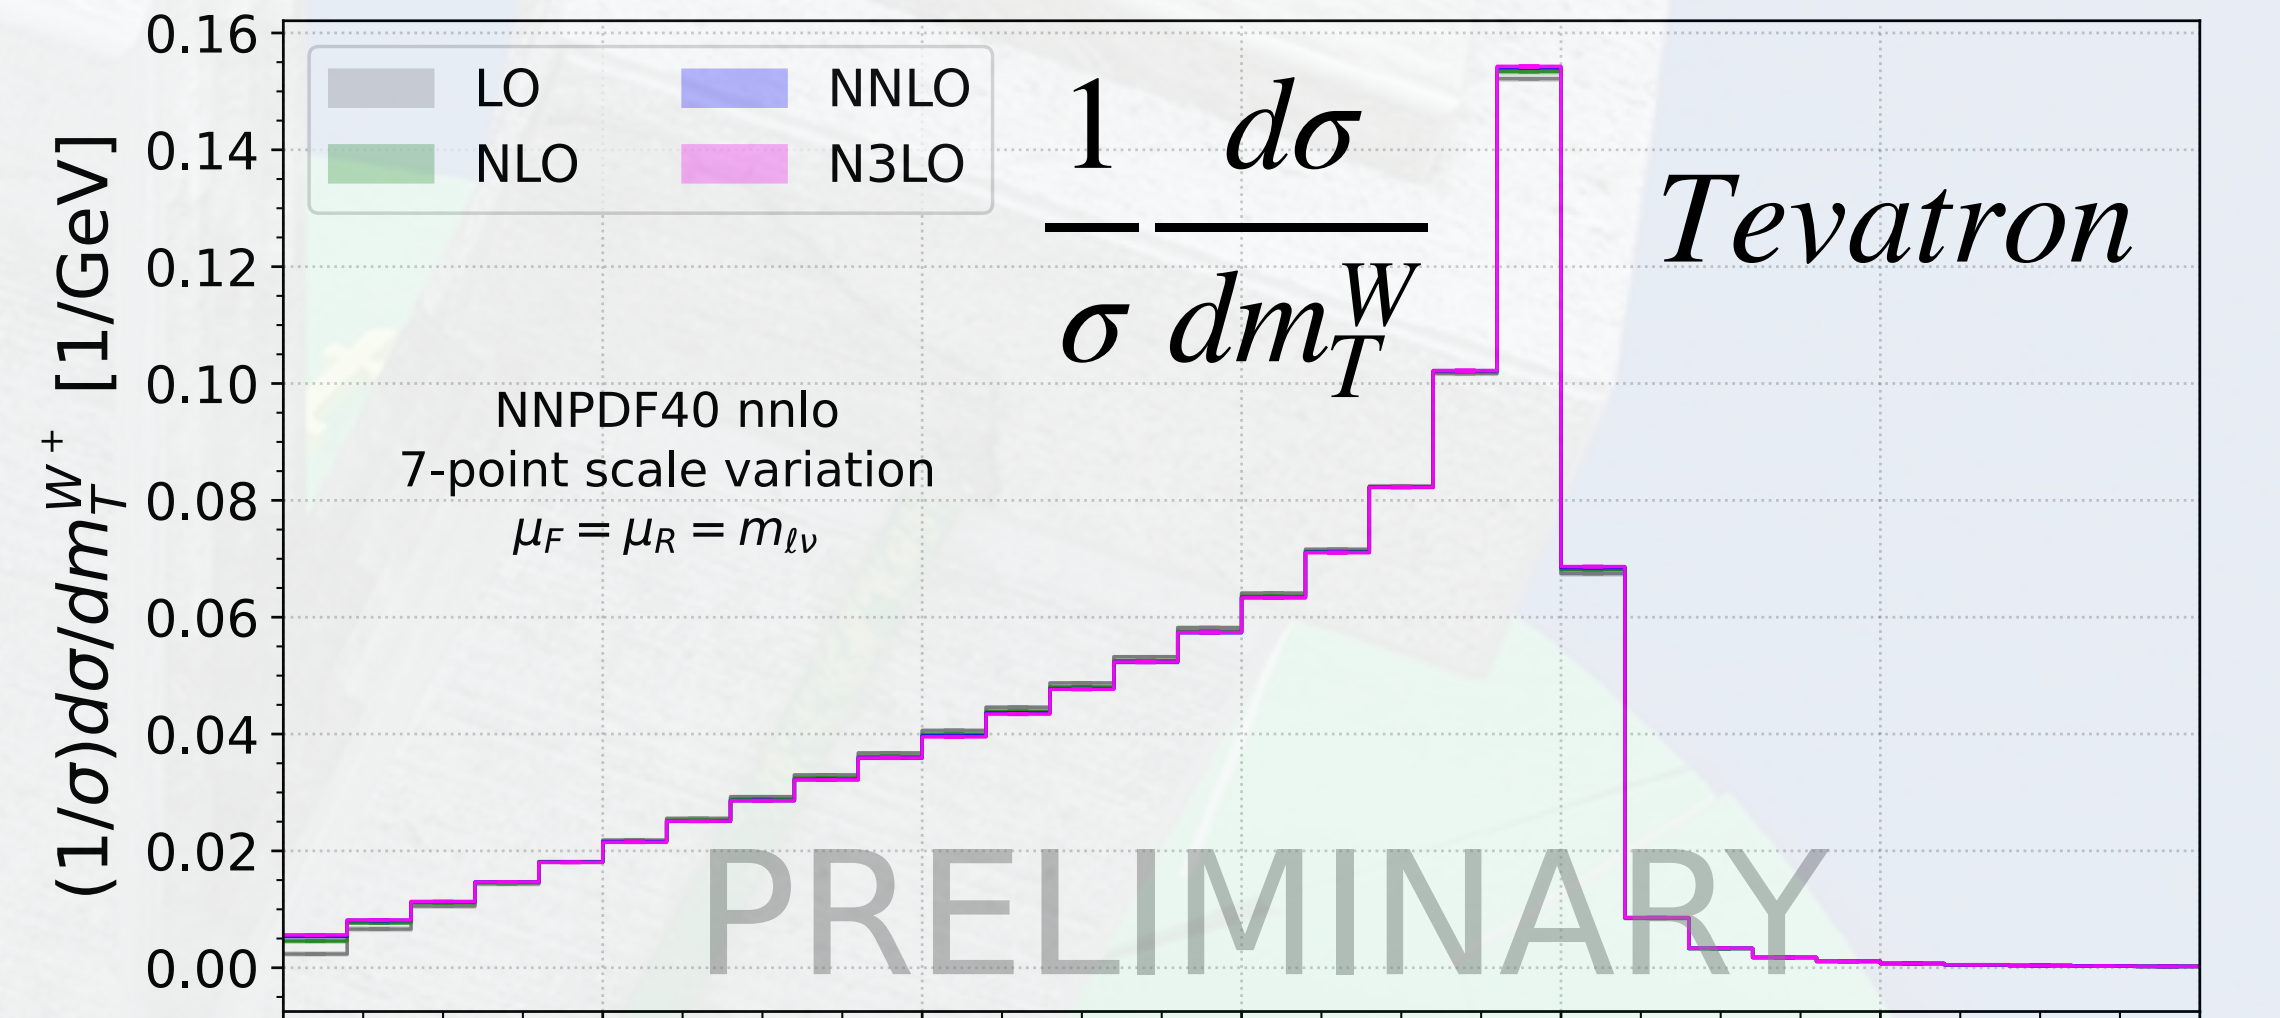 0.16
0.14
0.12
0.10
0.08
0.06
0.04
0.02
0.00
(1/σ)dσ/dm_T^{W^+} [1/GeV]
LO NNLO
NLO N3LO
1/σ dσ/dm_T^W
Tevatron
NNPDF40 nnlo
7-point scale variation
μ_F = μ_R = m_{ℓν}
PRELIMINARY